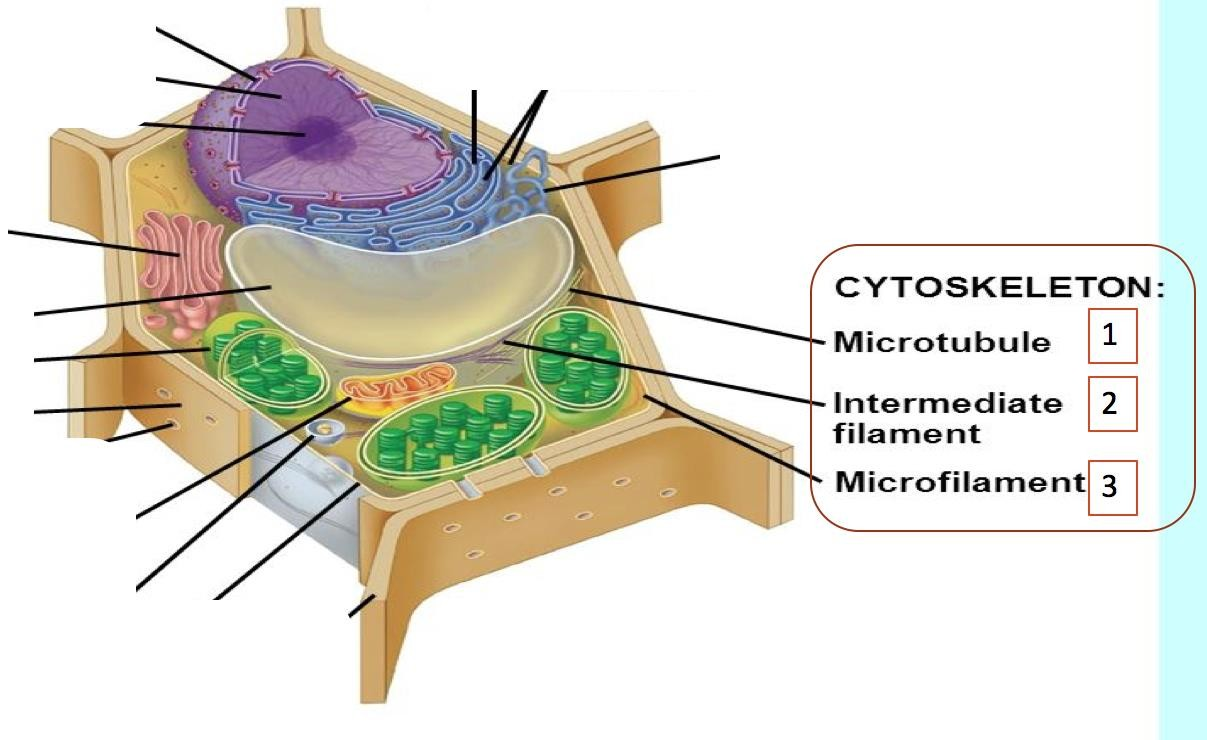 CYTOSKELETON:
Microtubule 1
Intermediate 2
filament
Microfilament 3